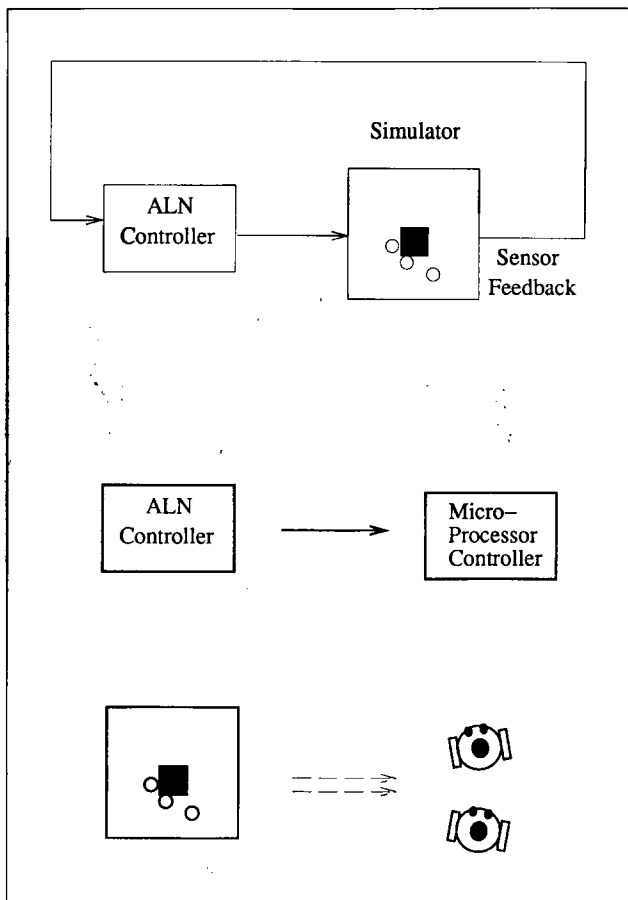 Simulator
ALN
Controller
Sensor
Feedback
ALN
Controller
Micro–
Processor
Controller